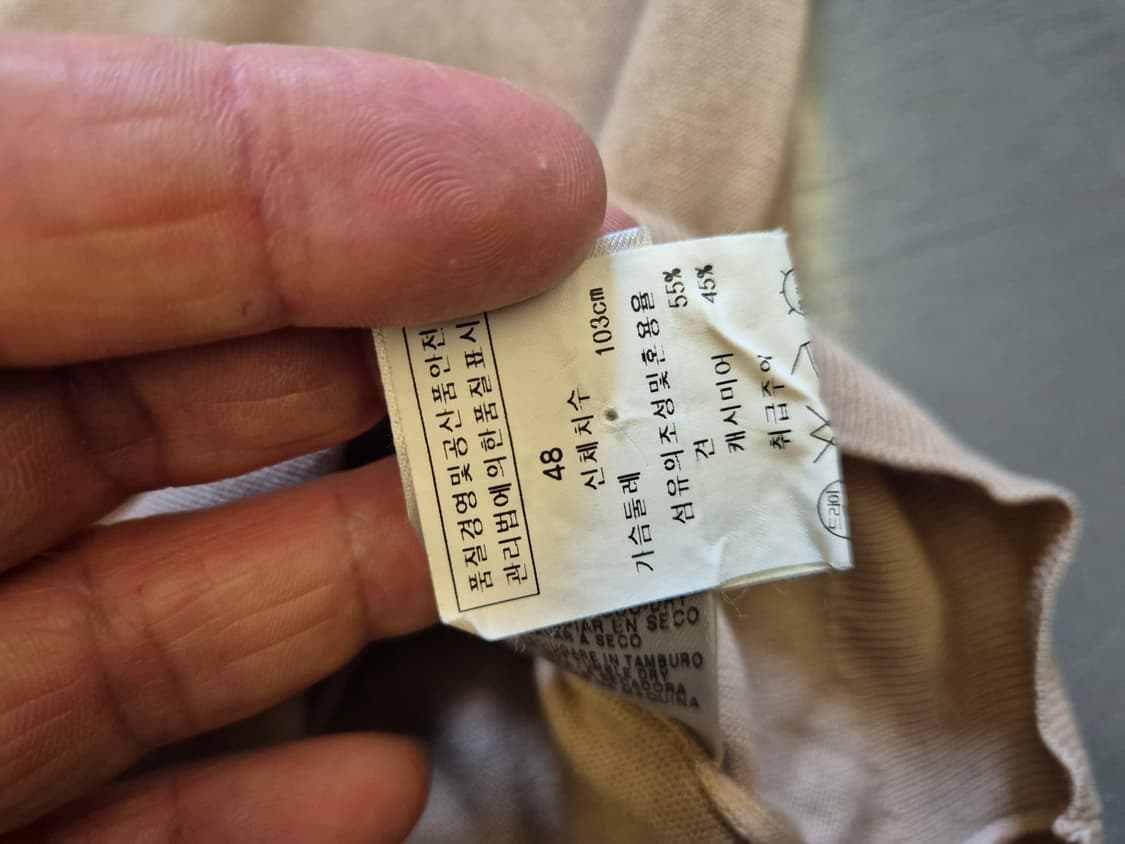 품질경영및공산품안전
관리법에 의한품질표시
48
신체치수
가슴둘레 103cm
섬유의조성및혼용율
견 55%
캐시미어 45%
취급주의
드라이
EN SECO
A SECO
IN TAMBURO
DRY